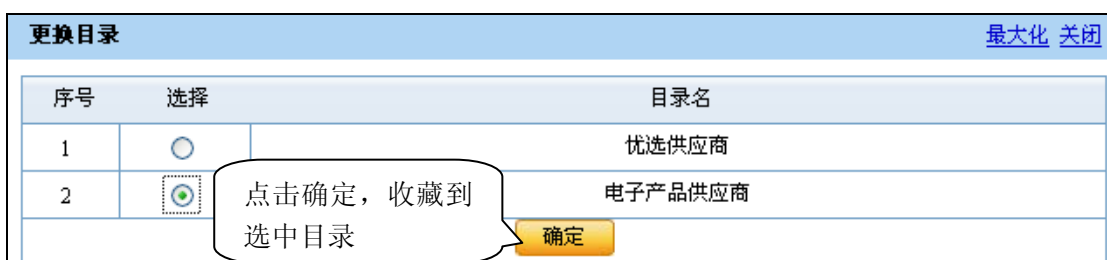 更换目录 最大化 关闭
序号 选择 目录名
1 优选供应商
2 电子产品供应商
点击确定，收藏到
选中目录
确定